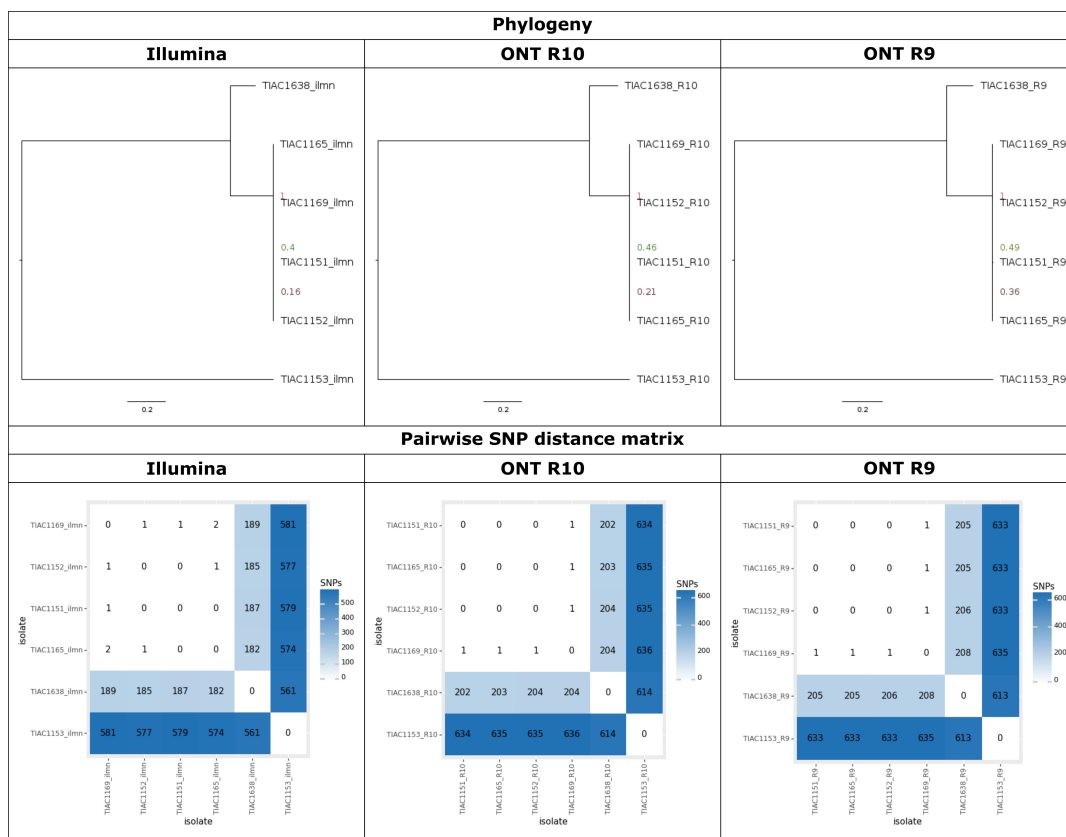 Phylogeny
Illumina
ONT R10
ONT R9
TIAC1638_ilmn
TIAC1165_ilmn
1
TIAC1169_ilmn
0.4
TIAC1151_ilmn
0.16
TIAC1152_ilmn
TIAC1153_ilmn
0.2
TIAC1638_R10
TIAC1169_R10
1
TIAC1152_R10
0.46
TIAC1151_R10
0.21
TIAC1165_R10
TIAC1153_R10
0.2
TIAC1638_R9
TIAC1169_R9
1
TIAC1152_R9
0.49
TIAC1151_R9
0.36
TIAC1165_R9
TIAC1153_R9
0.2
Pairwise SNP distance matrix
Illumina
ONT R10
ONT R9
TIAC1169_ilmn 0 1 1 2 189 581
TIAC1152_ilmn 1 0 0 1 185 577
TIAC1151_ilmn 1 0 0 0 187 579
TIAC1165_ilmn 2 1 0 0 182 574
TIAC1638_ilmn 189 185 187 182 0 561
TIAC1153_ilmn 581 577 579 574 561 0
isolate
TIAC1169_ilmn
TIAC1152_ilmn
TIAC1151_ilmn
TIAC1165_ilmn
TIAC1638_ilmn
TIAC1153_ilmn
isolate
SNPs
500
400
300
200
100
0
TIAC1151_R10 0 0 0 1 202 634
TIAC1165_R10 0 0 0 1 203 635
TIAC1152_R10 0 0 0 1 204 635
TIAC1169_R10 1 1 1 0 204 636
TIAC1638_R10 202 203 204 204 0 614
TIAC1153_R10 634 635 635 636 614 0
isolate
TIAC1151_R10
TIAC1165_R10
TIAC1152_R10
TIAC1169_R10
TIAC1638_R10
TIAC1153_R10
isolate
SNPs
600
400
200
0
TIAC1151_R9 0 0 0 1 205 633
TIAC1165_R9 0 0 0 1 205 633
TIAC1152_R9 0 0 0 1 206 633
TIAC1169_R9 1 1 1 0 208 635
TIAC1638_R9 205 205 206 208 0 613
TIAC1153_R9 633 633 633 635 613 0
isolate
TIAC1151_R9
TIAC1165_R9
TIAC1152_R9
TIAC1169_R9
TIAC1638_R9
TIAC1153_R9
isolate
SNPs
600
400
200
0